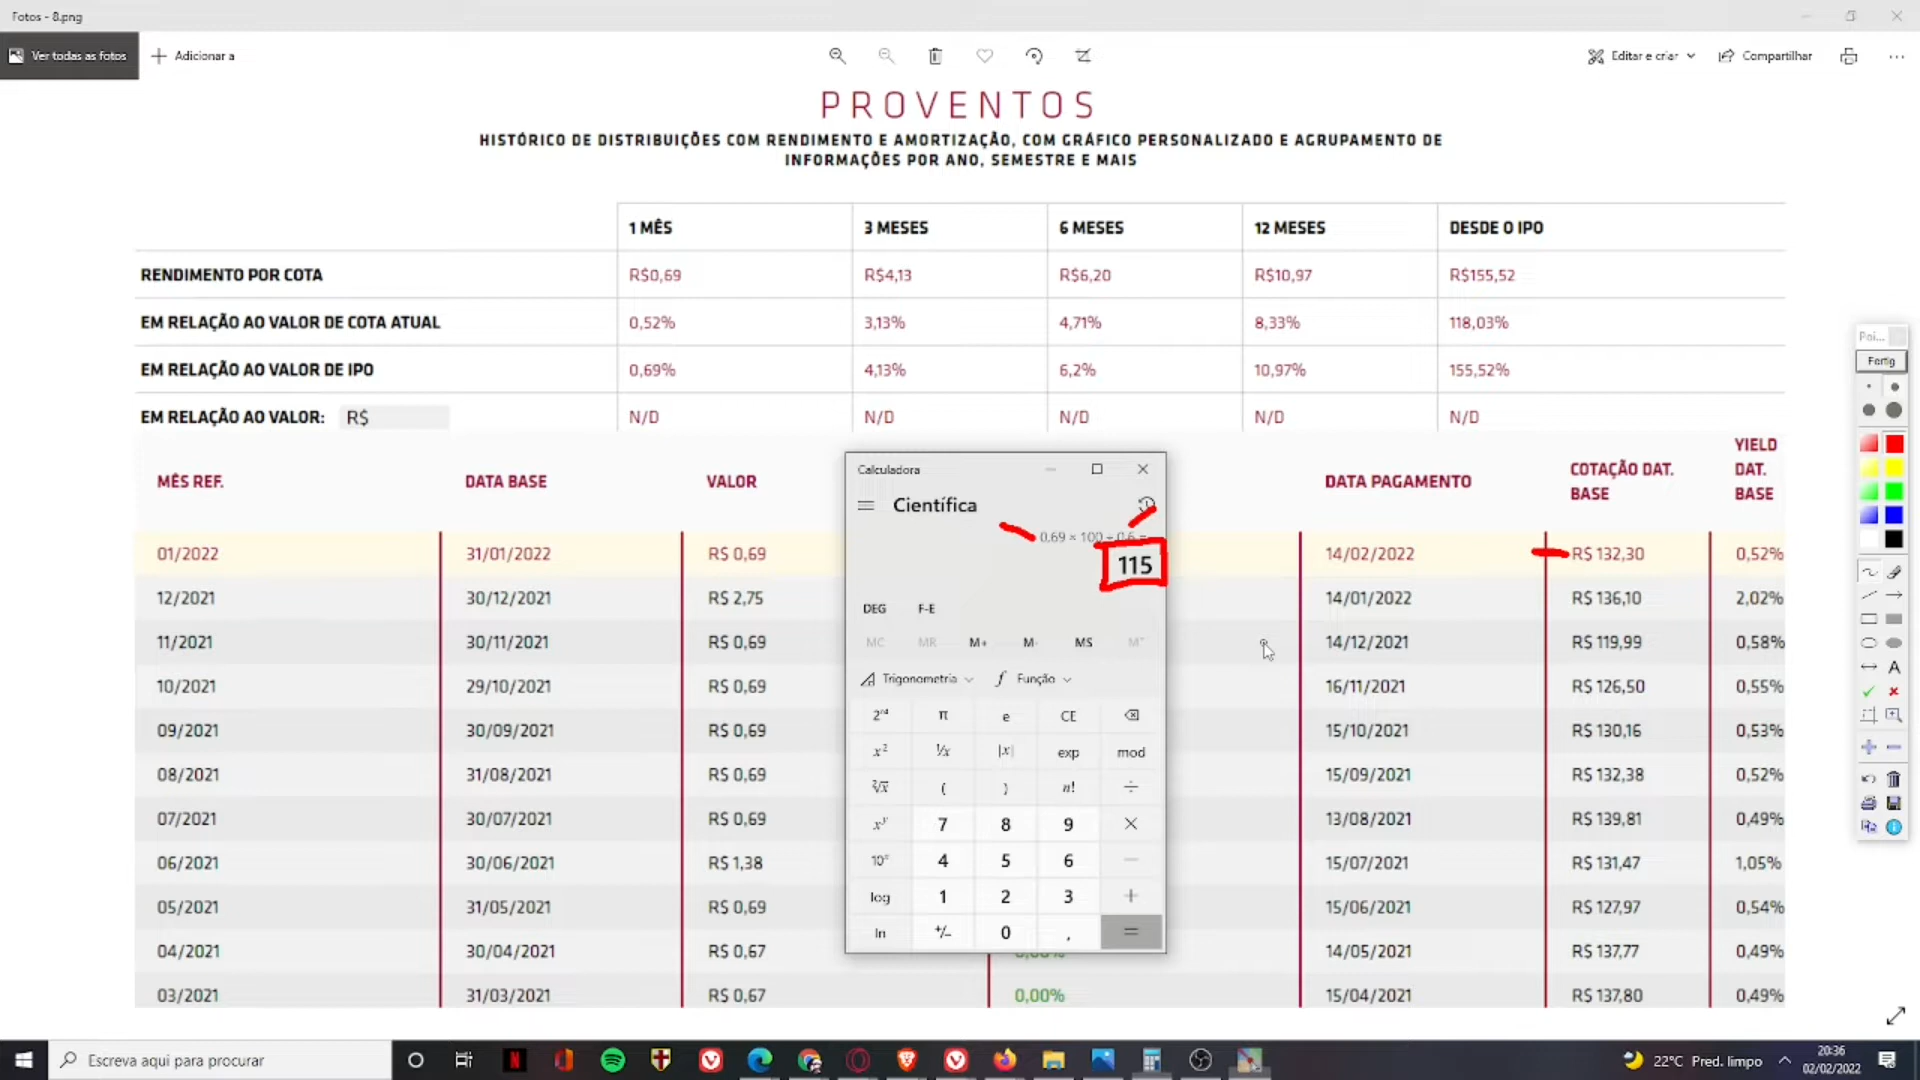 Fotos - 8.png
Ver todas as fotos
Adicionar a
Editar e criar
Compartilhar
PROVENTOS
HISTÓRICO DE DISTRIBUIÇÕES COM RENDIMENTO E AMORTIZAÇÃO, COM GRÁFICO PERSONALIZADO E AGRUPAMENTO DE
INFORMAÇÕES POR ANO, SEMESTRE E MAIS
1 MÊS 3 MESES 6 MESES 12 MESES DESDE O IPO
RENDIMENTO POR COTA R$0,69 R$4,13 R$6,20 R$10,97 R$155,52
EM RELAÇÃO AO VALOR DE COTA ATUAL 0,52% 3,13% 4,71% 8,33% 118,03%
EM RELAÇÃO AO VALOR DE IPO 0,69% 4,13% 6,2% 10,97% 155,52%
EM RELAÇÃO AO VALOR: R$ N/D N/D N/D N/D N/D
MÊS REF. DATA BASE VALOR DATA PAGAMENTO COTAÇÃO DAT. BASE YIELD DAT. BASE
01/2022 31/01/2022 R$ 0,69 14/02/2022 R$ 132,30 0,52%
12/2021 30/12/2021 R$ 2,75 14/01/2022 R$ 136,10 2,02%
11/2021 30/11/2021 R$ 0,69 14/12/2021 R$ 119,99 0,58%
10/2021 29/10/2021 R$ 0,69 16/11/2021 R$ 126,50 0,55%
09/2021 30/09/2021 R$ 0,69 15/10/2021 R$ 130,16 0,53%
08/2021 31/08/2021 R$ 0,69 15/09/2021 R$ 132,38 0,52%
07/2021 30/07/2021 R$ 0,69 13/08/2021 R$ 139,81 0,49%
06/2021 30/06/2021 R$ 1,38 15/07/2021 R$ 131,47 1,05%
05/2021 31/05/2021 R$ 0,69 15/06/2021 R$ 127,97 0,54%
04/2021 30/04/2021 R$ 0,67 0,00% 14/05/2021 R$ 137,77 0,49%
03/2021 31/03/2021 R$ 0,67 0,00% 15/04/2021 R$ 137,80 0,49%
Calculadora
Científica
0,69 × 100 ÷ 0,6 =
115
DEG F-E
MC MR M+ M- MS
Trigonometria Função
2ⁿᵈ π e CE
x² ¹/x |x| exp mod
²√x ( ) n! ÷
xʸ 7 8 9 ×
10ˣ 4 5 6 −
log 1 2 3 +
ln +/− 0 , =
Poi...
Fertig
A
Escreva aqui para procurar
22°C Pred. limpo
20:36
02/02/2022